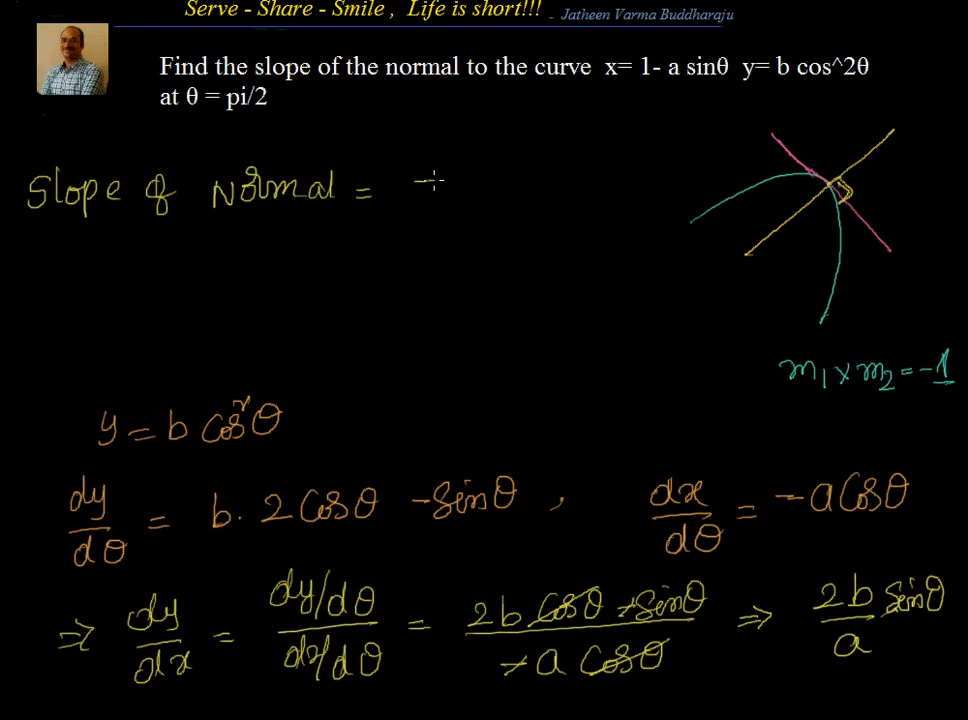 Serve - Share - Smile , Life is short!!! - Jatheen Varma Buddharaju
Find the slope of the normal to the curve x= 1- a sinθ y= b cos^2θ
at θ = pi/2
Slope of Normal = -
m₁ x m₂ = -1
y = b cos²θ
dy/dθ = b. 2 cosθ -sinθ , dx/dθ = -a cosθ
=> dy/dx = (dy/dθ)/(dx/dθ) = (2b cosθ -sinθ)/(-a cosθ) => (2b sinθ)/a